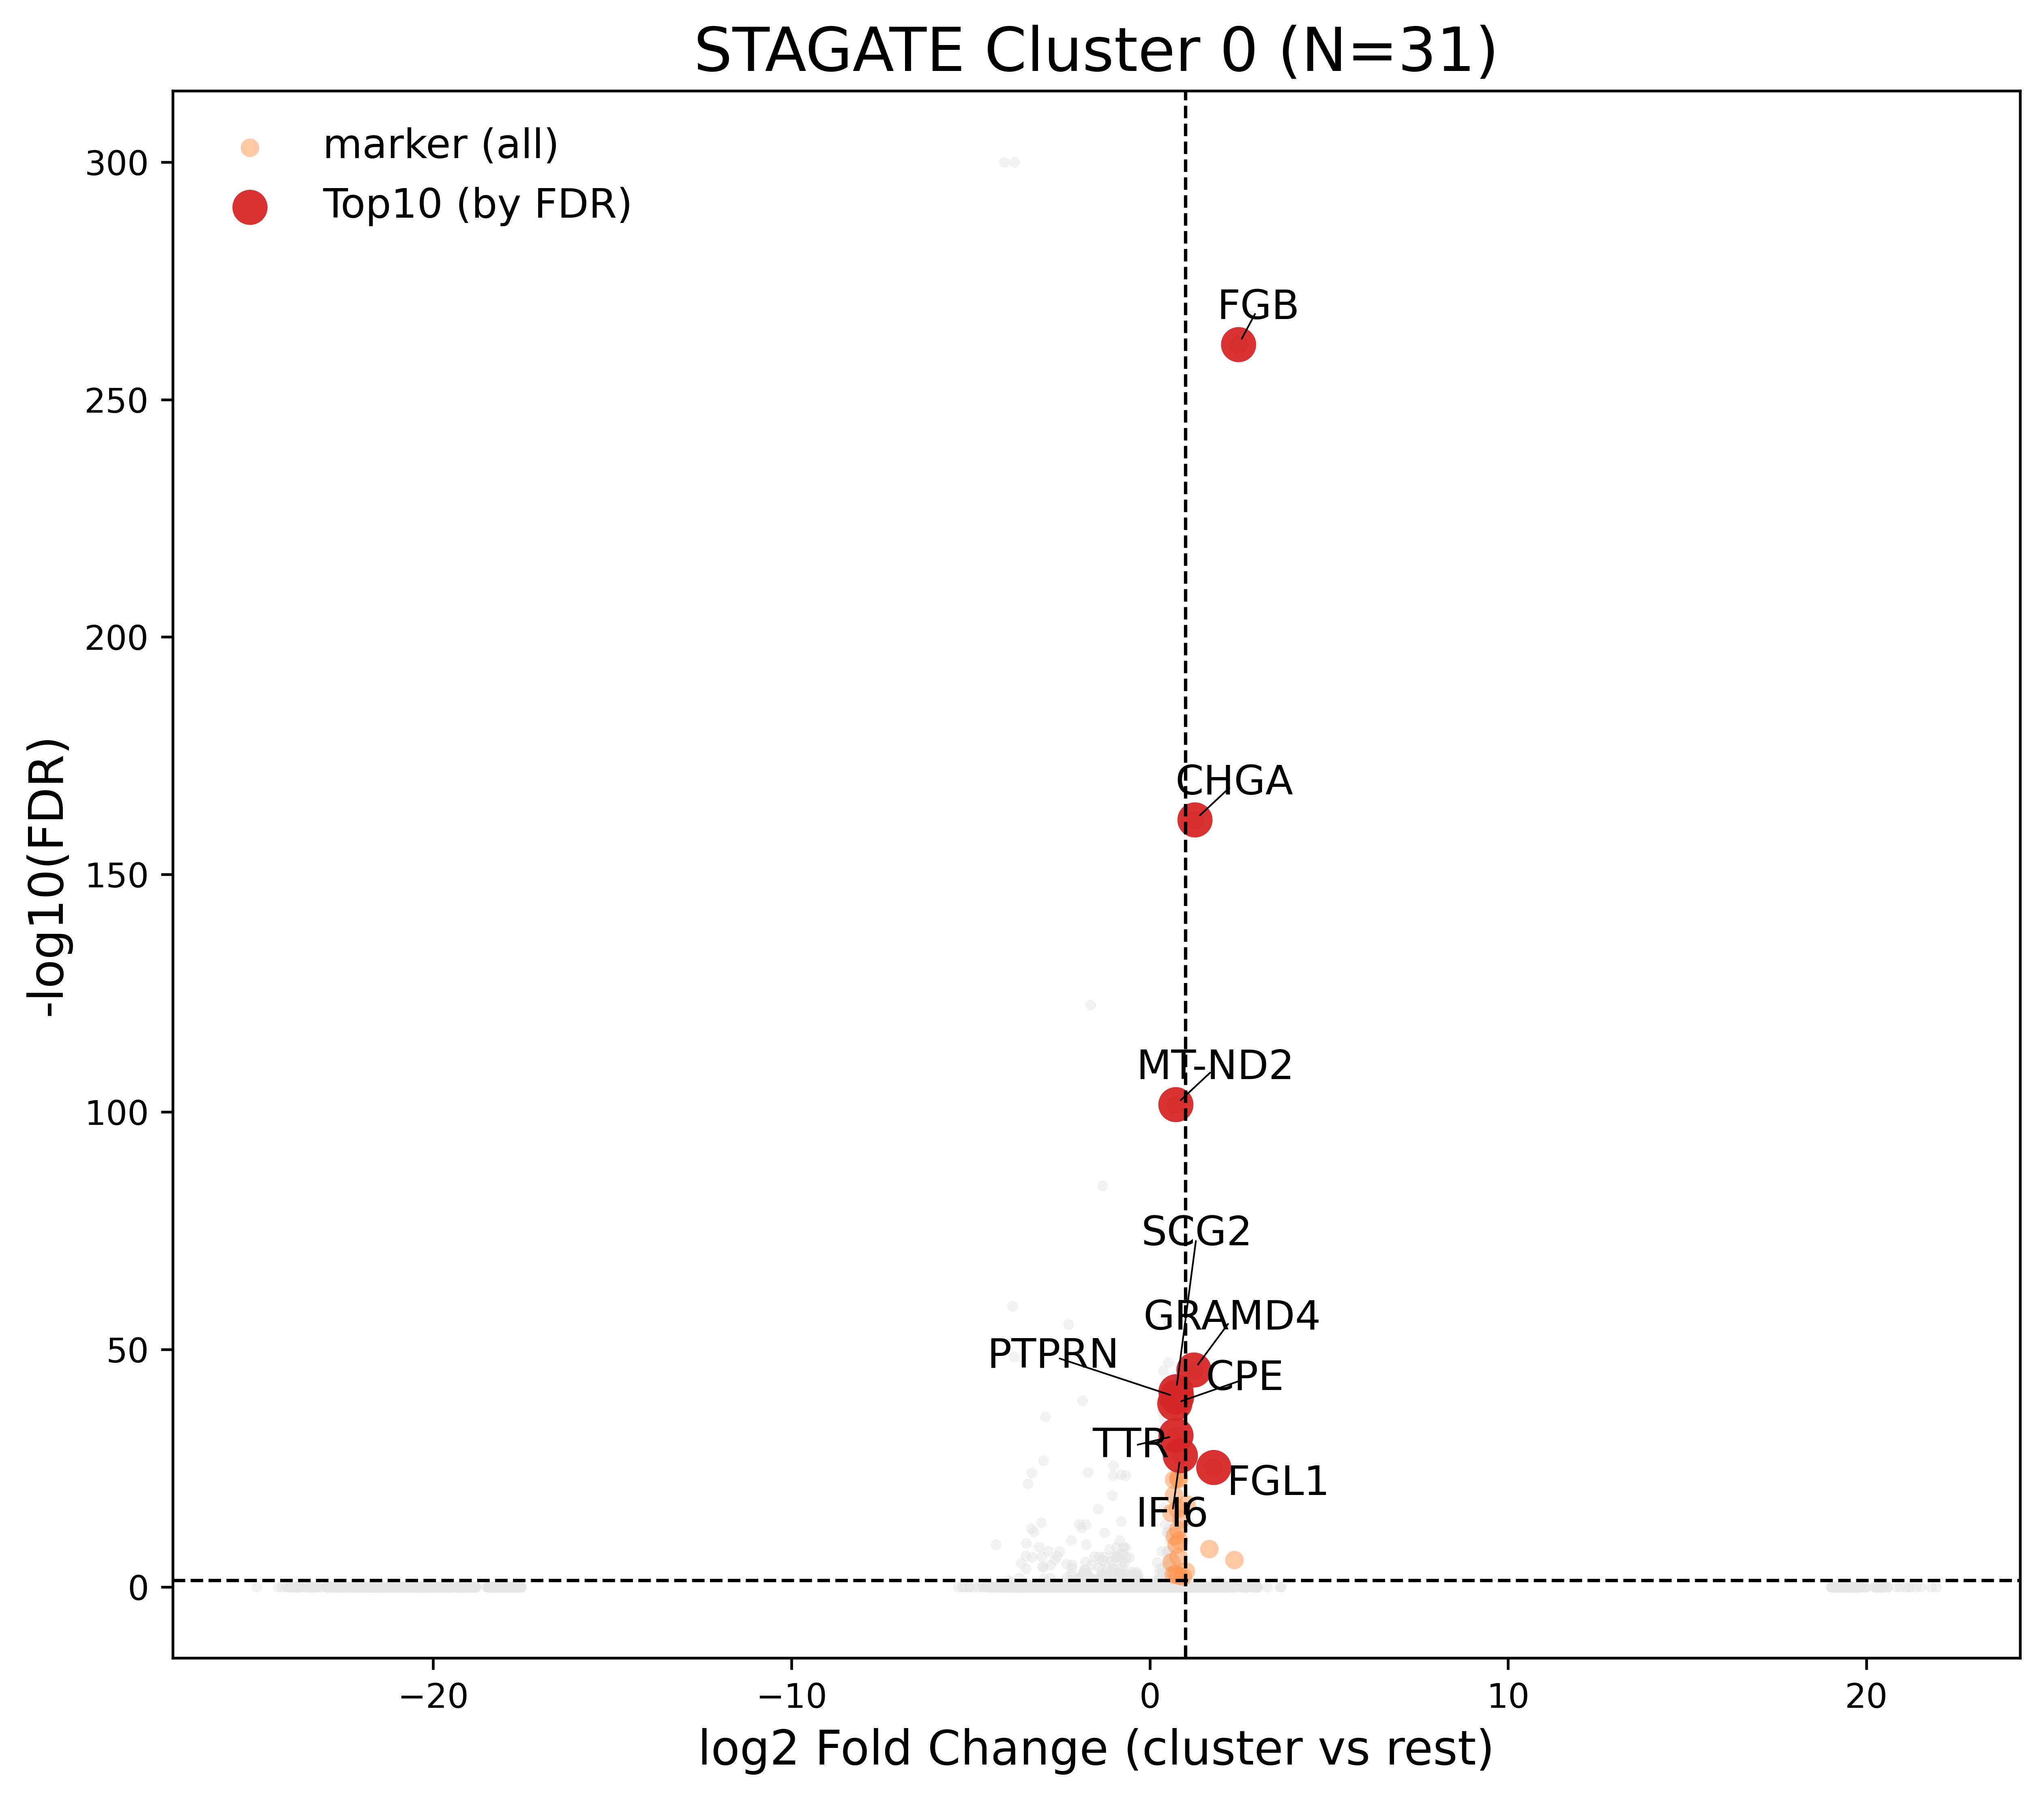 STAGATE Cluster 0 (N=31)
marker (all)
Top10 (by FDR)
-log10(FDR)
300
250
200
150
100
50
0
FGB
CHGA
MT-ND2
SCG2
GRAMD4
PTPRN
CPE
TTR
FGL1
IFI6
−20
−10
0
10
20
log2 Fold Change (cluster vs rest)